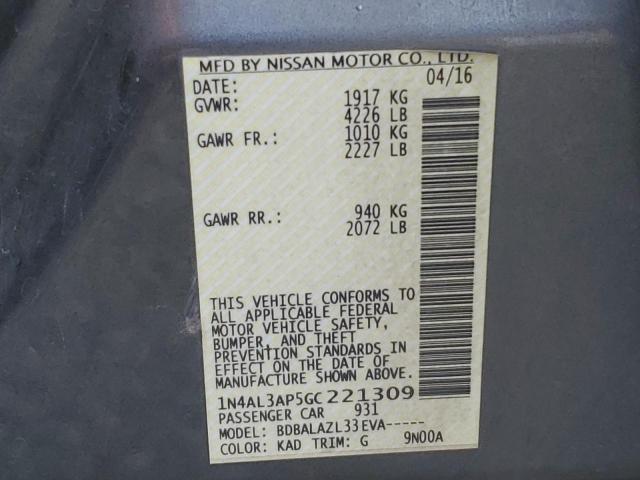 MFD BY NISSAN MOTOR CO., LTD.
DATE: 04/16
GVWR: 1917 KG
4226 LB
GAWR FR.: 1010 KG
2227 LB
GAWR RR.: 940 KG
2072 LB
THIS VEHICLE CONFORMS TO
ALL APPLICABLE FEDERAL
MOTOR VEHICLE SAFETY,
BUMPER, AND THEFT
PREVENTION STANDARDS IN
EFFECT ON THE DATE OF
MANUFACTURE SHOWN ABOVE.
1N4AL3AP5GC221309
PASSENGER CAR 931
MODEL: BDBALAZL33EVA-----
COLOR: KAD TRIM: G 9N00A